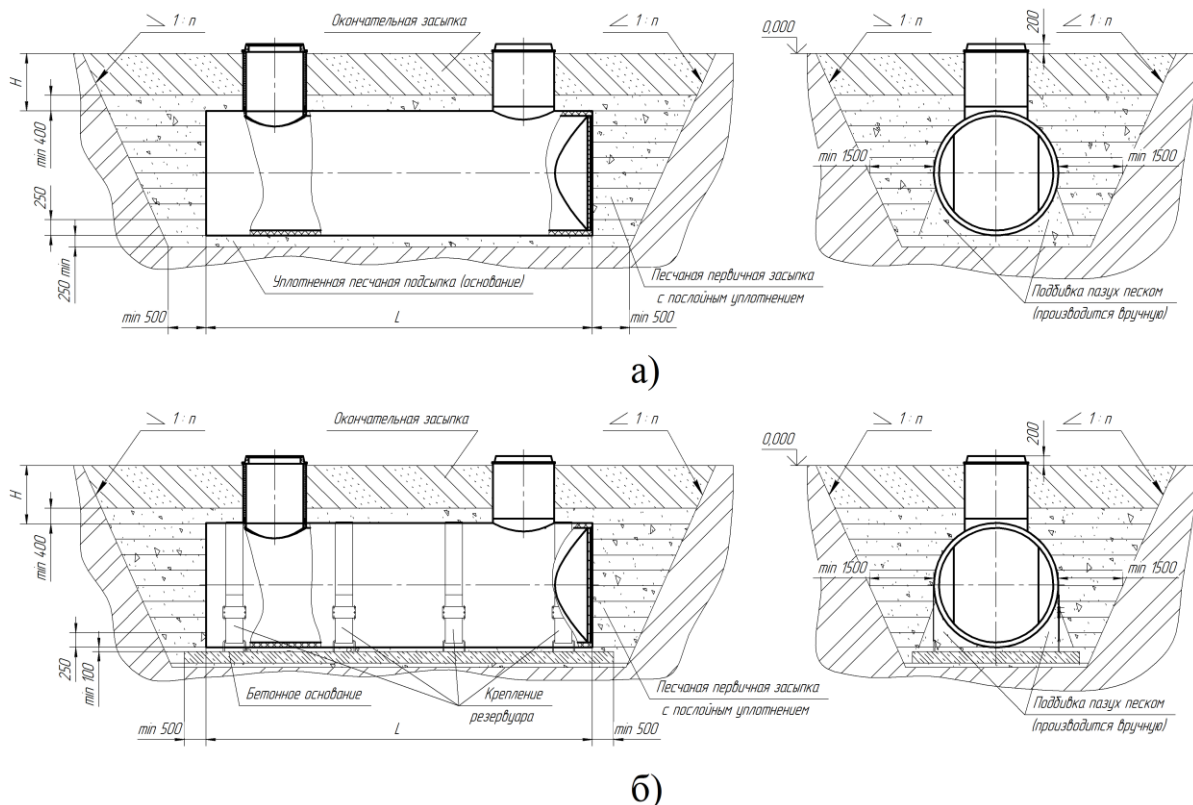 1 : n
Окончательная засыпка
1 : n
H
min 400
250
250 min
Уплотненная песчаная подсыпка (основание)
Песчаная первичная засыпка
с послойным уплотнением
min 500
L
min 500
0,000
1 : n
200
1 : n
min 1500
min 1500
Подбивка пазух песком
(производится вручную)
а)
1 : n
Окончательная засыпка
1 : n
H
min 400
250
min 100
Бетонное основание
Крепление
резервуара
Песчаная первичная засыпка
с послойным уплотнением
min 500
L
min 500
0,000
1 : n
200
1 : n
min 1500
min 1500
Подбивка пазух песком
(производится вручную)
б)